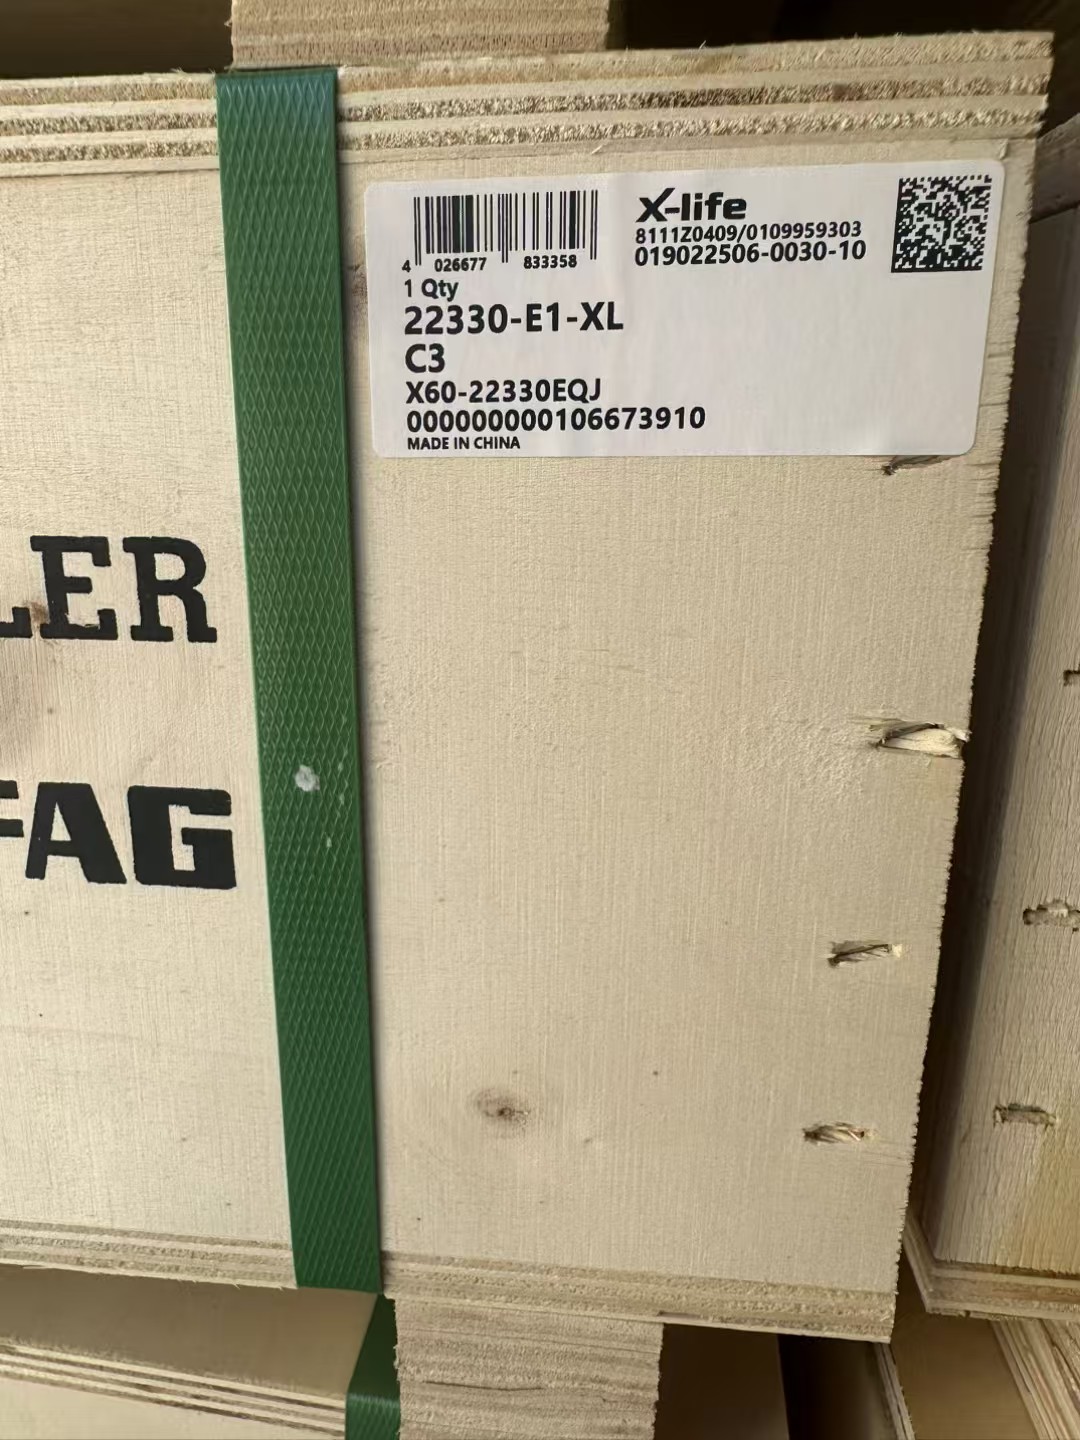 X-life
8111Z0409/0109959303
019022506-0030-10
4 026677 833358
1 Qty
22330-E1-XL
C3
X60-22330EQJ
000000000106673910
MADE IN CHINA
LER
FAG